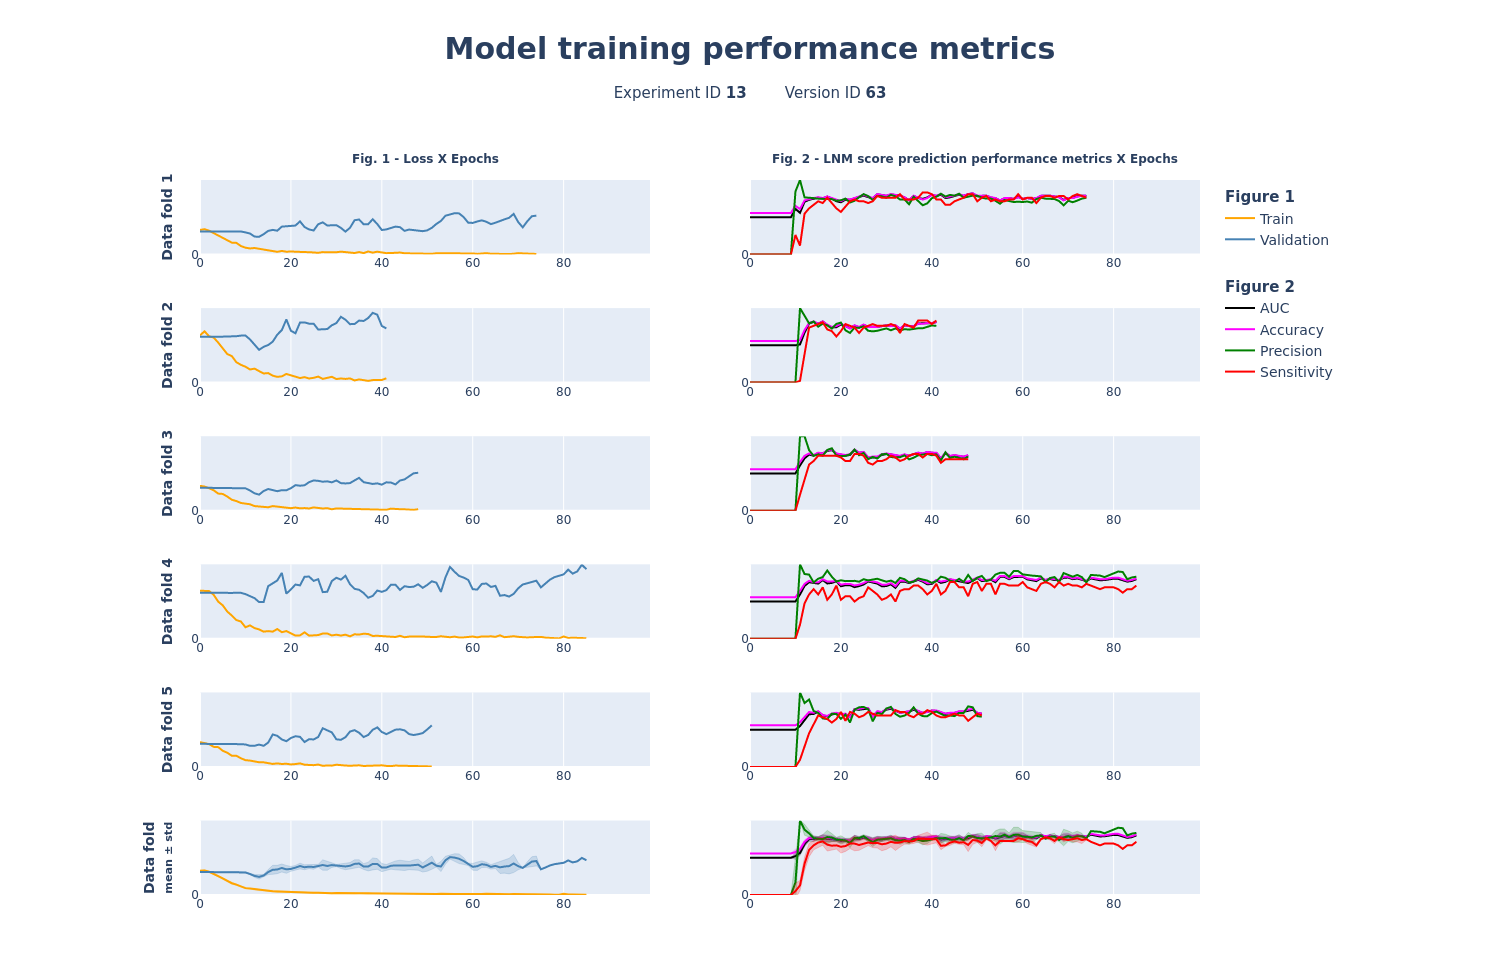 Model training performance metrics
Experiment ID 13 Version ID 63
Fig. 1 - Loss X Epochs
Fig. 2 - LNM score prediction performance metrics X Epochs
Data fold 1
0
0 20 40 60 80
0
0 20 40 60 80
Figure 1
Train
Validation
Figure 2
AUC
Accuracy
Precision
Sensitivity
Data fold 2
0
0 20 40 60 80
0
0 20 40 60 80
Data fold 3
0
0 20 40 60 80
0
0 20 40 60 80
Data fold 4
0
0 20 40 60 80
0
0 20 40 60 80
Data fold 5
0
0 20 40 60 80
0
0 20 40 60 80
Data fold
mean ± std
0
0 20 40 60 80
0
0 20 40 60 80